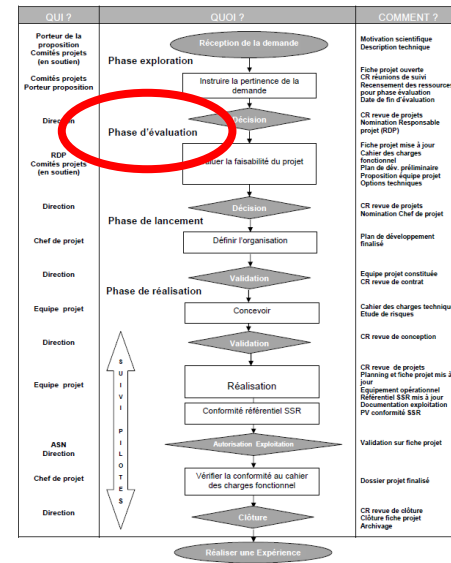 QUI ?
QUOI ?
COMMENT ?
Porteur de la
proposition
Comités projets
(en soutien)
Réception de la demande
Motivation scientifique
Description technique
Phase exploration
Comités projets
Porteur proposition
Instruire la pertinence de la
demande
Fiche projet ouverte
CR réunions de suivi
Recensement des ressources
pour phase évaluation
Date de fin d'évaluation
Direction
Décision
CR revue de projets
Nomination Responsable
projet (RDP)
Phase d'évaluation
RDP
Comités projets
(en soutien)
la faisabilité du projet
Fiche projet mise à jour
Cahier des charges
fonctionnel
Plan de dév. préliminaire
Proposition équipe projet
Options techniques
Direction
Décision
CR revue de projets
Nomination Chef de projet
Phase de lancement
Chef de projet
Définir l'organisation
Plan de développement
finalisé
Direction
Validation
Equipe projet constituée
CR revue de contrat
Phase de réalisation
Equipe projet
Concevoir
Cahier des charges technique
Etude de risques
Direction
Validation
CR revue de conception
Equipe projet
Réalisation
CR revue de projets
Planning et fiche projet mis à
jour
Equipement opérationnel
Référentiel SSR mis à jour
Documentation exploitation
PV conformité SSR
Conformité référentiel SSR
SUIVI PILOTES
ASN
Direction
Autorisation Exploitation
Validation sur fiche projet
Chef de projet
Vérifier la conformité au cahier
des charges fonctionnel
Dossier projet finalisé
Direction
Clôture
CR revue de clôture
Clôture fiche projet
Archivage
Réaliser une Expérience